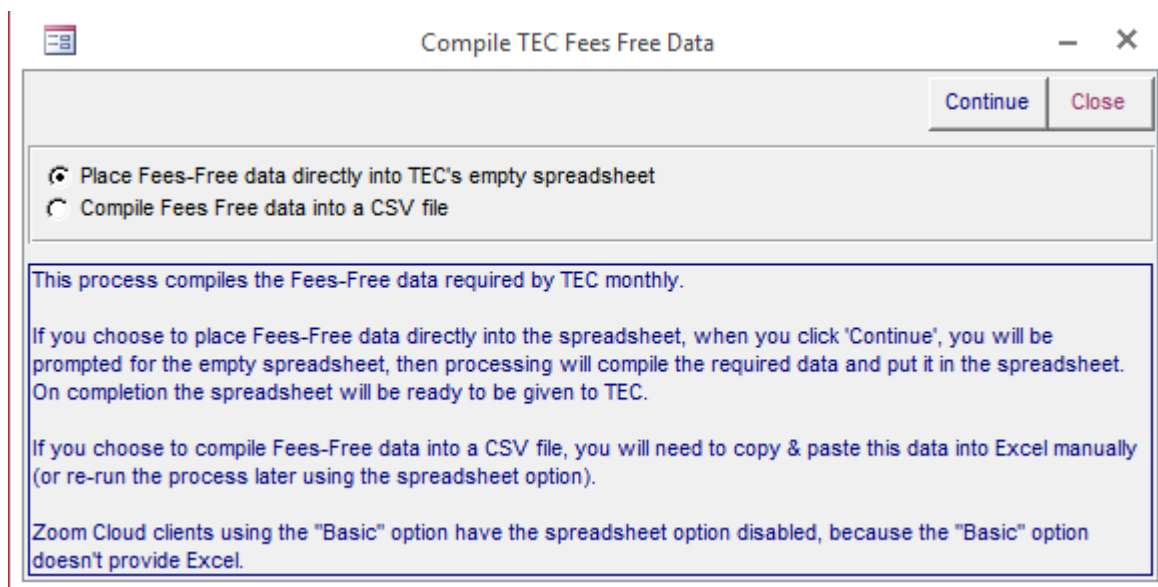 Compile TEC Fees Free Data
Continue
Close
Place Fees-Free data directly into TEC's empty spreadsheet
Compile Fees Free data into a CSV file
This process compiles the Fees-Free data required by TEC monthly.
If you choose to place Fees-Free data directly into the spreadsheet, when you click 'Continue', you will be
prompted for the empty spreadsheet, then processing will compile the required data and put it in the spreadsheet.
On completion the spreadsheet will be ready to be given to TEC.
If you choose to compile Fees-Free data into a CSV file, you will need to copy & paste this data into Excel manually
(or re-run the process later using the spreadsheet option).
Zoom Cloud clients using the "Basic" option have the spreadsheet option disabled, because the "Basic" option
doesn't provide Excel.